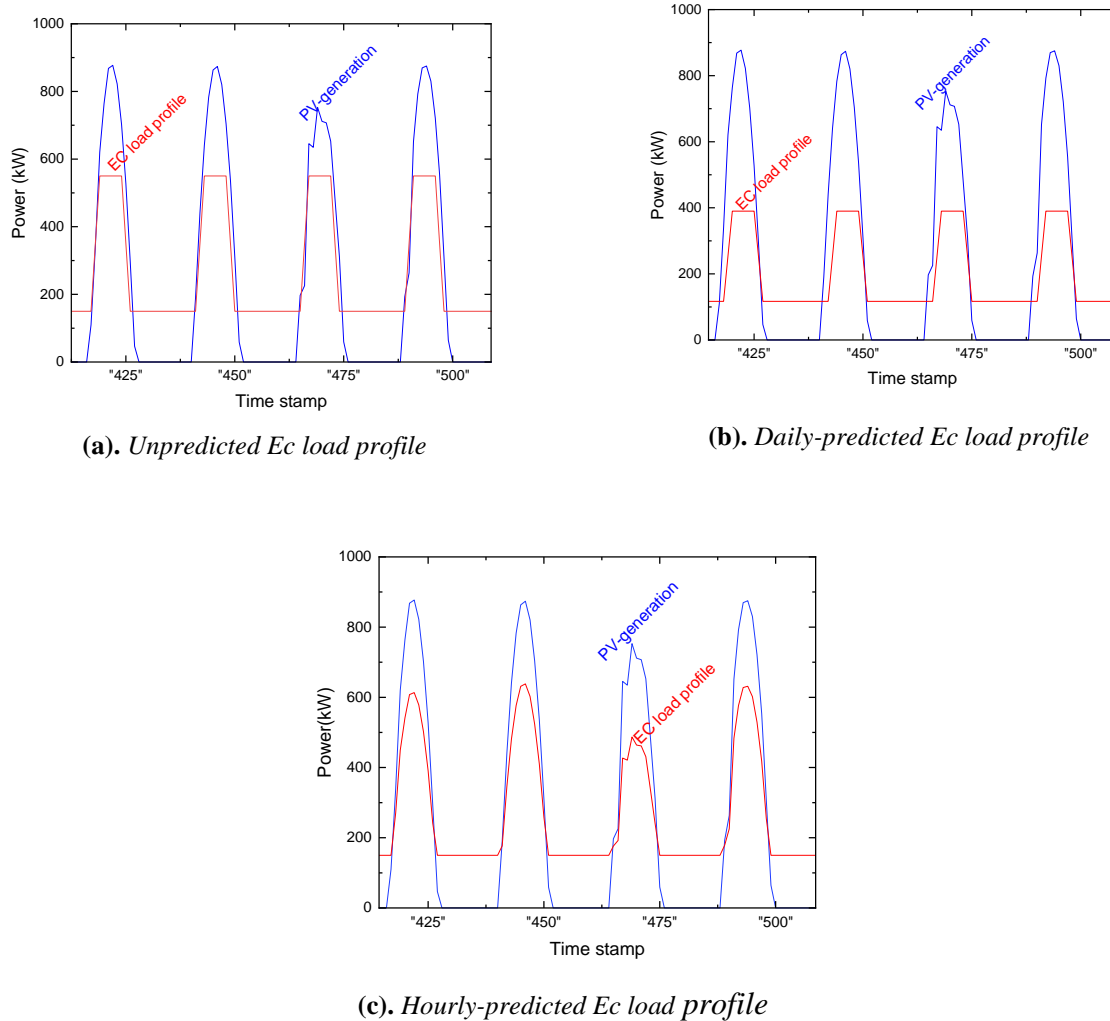 1000
800
600
400
200
0
Power (kW)
EC load profile
PV-generation
"425" "450" "475" "500"
Time stamp
(a). Unpredicted Ec load profile
1000
800
600
400
200
0
Power (kW)
EC load profile
PV-generation
"425" "450" "475" "500"
Time stamp
(b). Daily-predicted Ec load profile
1000
800
600
400
200
0
Power(kW)
PV-generation
EC load profile
"425" "450" "475" "500"
Time stamp
(c). Hourly-predicted Ec load profile